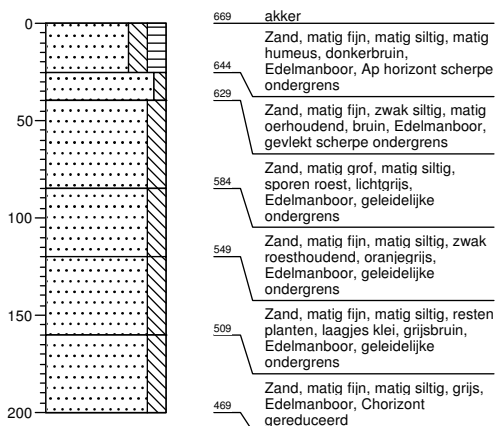 0
50
100
150
200
669 akker
Zand, matig fijn, matig siltig, matig
humeus, donkerbruin,
Edelmanboor, Ap horizont scherpe
ondergrens
644
629
Zand, matig fijn, zwak siltig, matig
oerhoudend, bruin, Edelmanboor,
gevlekt scherpe ondergrens
Zand, matig grof, matig siltig,
sporen roest, lichtgrijs,
Edelmanboor, geleidelijke
ondergrens
584
Zand, matig fijn, matig siltig, zwak
roesthoudend, oranjegrijs,
Edelmanboor, geleidelijke
ondergrens
549
Zand, matig fijn, matig siltig, resten
planten, laagjes klei, grijsbruin,
Edelmanboor, geleidelijke
ondergrens
509
Zand, matig fijn, matig siltig, grijs,
Edelmanboor, Chorizont
gereduceerd
469